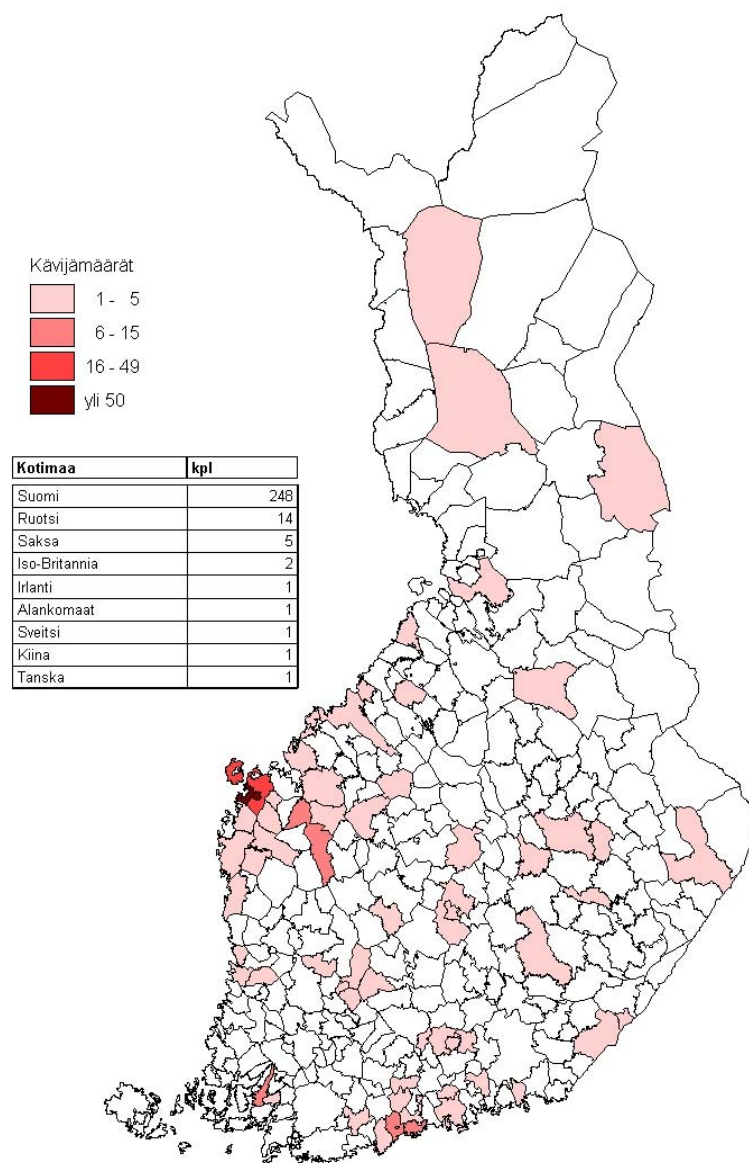 Kävijämäärät
1 - 5
6 - 15
16 - 49
yli 50
Kotimaa kpl
Suomi 248
Ruotsi 14
Saksa 5
Iso-Britannia 2
Irlanti 1
Alankomaat 1
Sveitsi 1
Kiina 1
Tanska 1